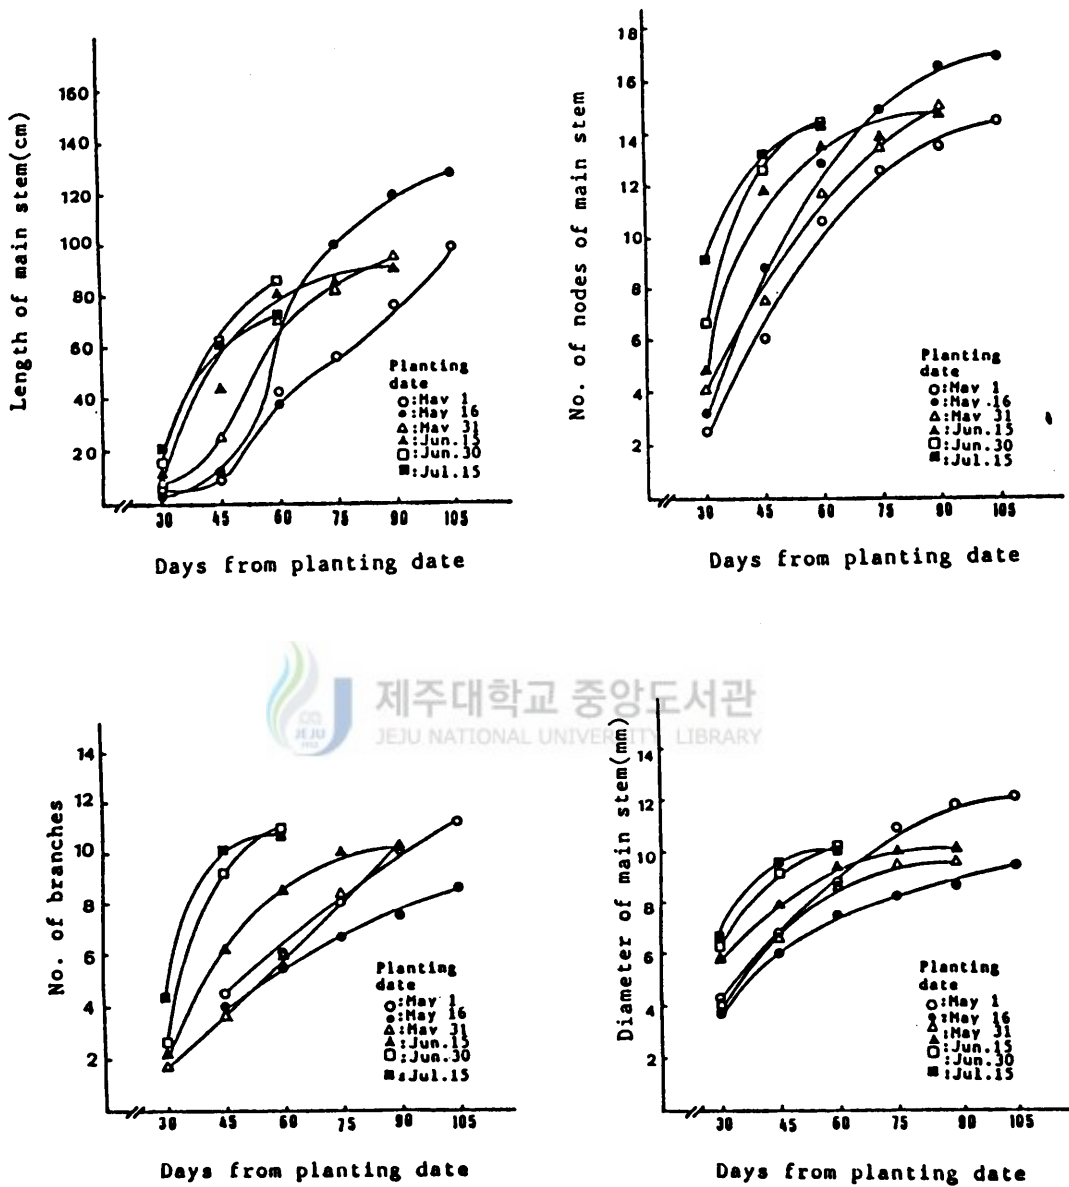 Length of main stem(cm)
160
140
120
100
80
60
40
20
30 45 60 75 90 105
Days from planting date
Planting
date
○:May 1
●:May 16
△:May 31
▲:Jun.15
□:Jun.30
■:Jul.15
No. of nodes of main stem
18
16
14
12
10
8
6
4
2
30 45 60 75 90 105
Days from planting date
Planting
date
○:May 1
●:May 16
△:May 31
▲:Jun.15
□:Jun.30
■:Jul.15
제주대학교 중앙도서관
JEJU NATIONAL UNIVERSITY LIBRARY
JEJU
1952
No. of branches
14
12
10
8
6
4
2
30 45 60 75 90 105
Days from planting date
Planting
date
○:May 1
●:May 16
△:May 31
▲:Jun.15
□:Jun.30
■:Jul.15
Diameter of main stem(mm)
14
12
10
8
6
4
2
30 45 60 75 90 105
Days from planting date
Planting
date
○:May 1
●:May 16
△:May 31
▲:Jun.15
□:Jun.30
■:Jul.15